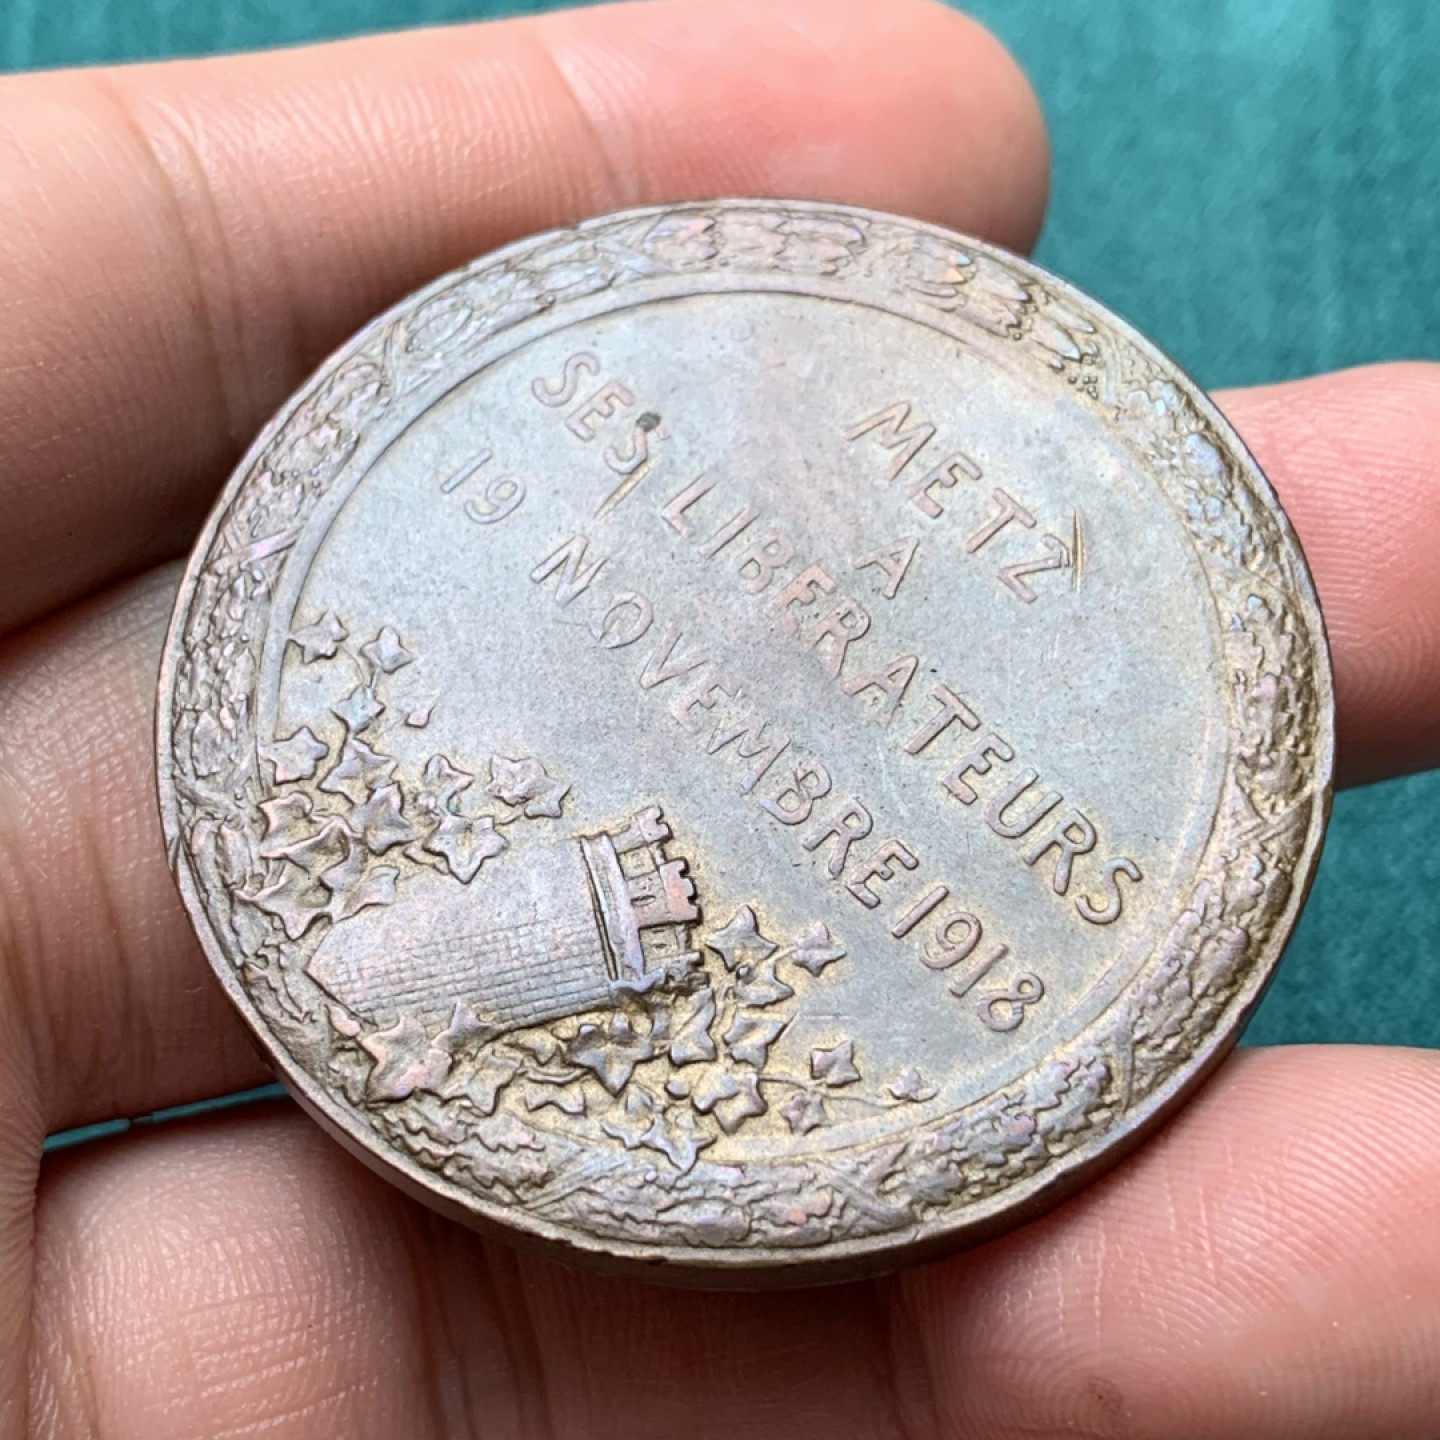 METZ
A
SES LIBERATEURS
19 NOVEMBRE 1918